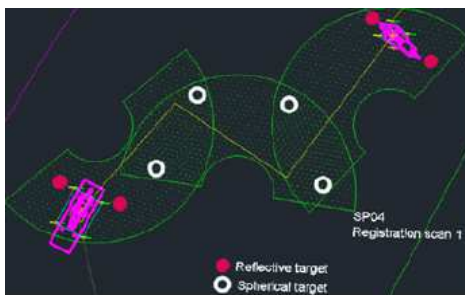 SP04
Registration scan 1
Reflective target
Spherical target